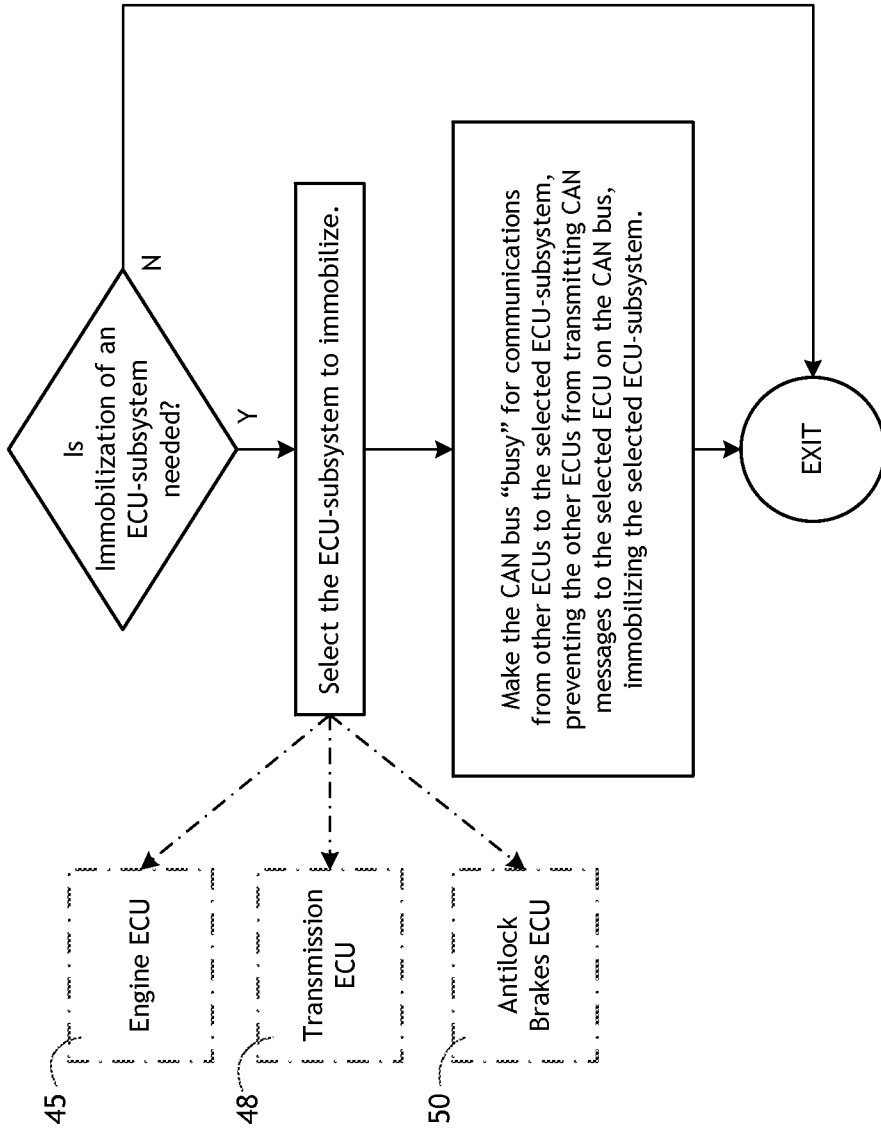 Is
Immobilization of an
ECU-subsystem
needed?
N
Y
Select the ECU-subsystem to immobilize.
45
Engine ECU
48
Transmission
ECU
50
Antilock
Brakes ECU
Make the CAN bus “busy” for communications
from other ECUs to the selected ECU-subsystem,
preventing the other ECUs from transmitting CAN
messages to the selected ECU on the CAN bus,
immobilizing the selected ECU-subsystem.
EXIT